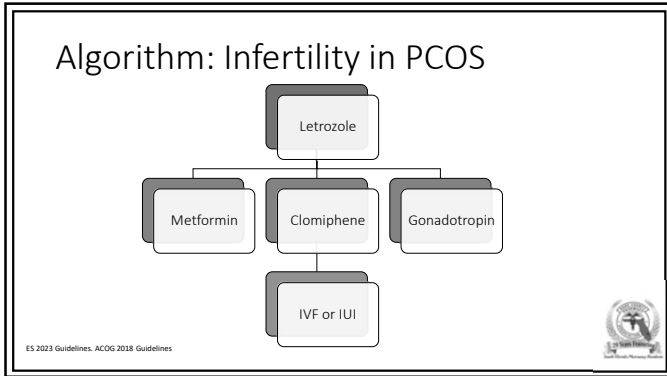 Algorithm: Infertility in PCOS
Letrozole
Metformin
Clomiphene
Gonadotropin
IVF or IUI
ES 2023 Guidelines. ACOG 2018 Guidelines